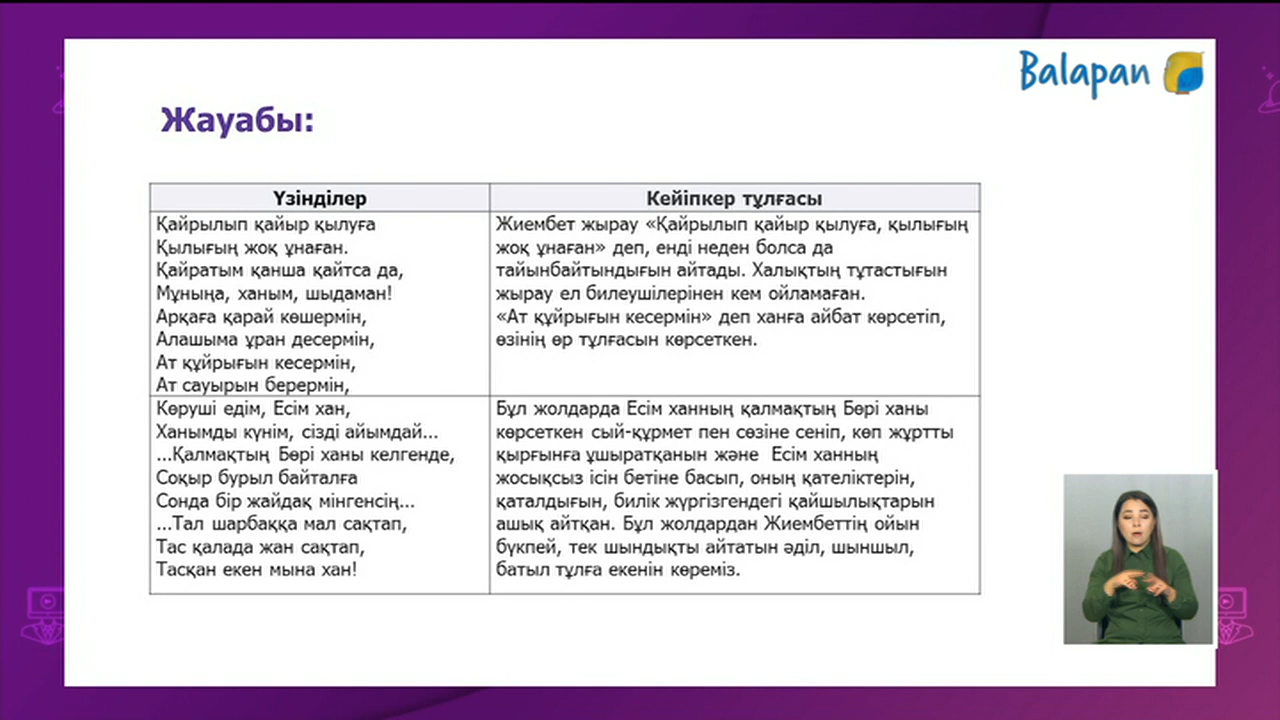 Balapan
Жауабы:
Үзінділер
Кейіпкер тұлғасы
Қайрылып қайыр қылуға
Қылығың жоқ ұнаған.
Қайратым қанша қайтса да,
Мұныңа, ханым, шыдаман!
Арқаға қарай көшермін,
Алашыма ұран десермін,
Ат құйрығын кесермін,
Ат сауырын берермін,
Жиембет жырау «Қайрылып қайыр қылуға, қылығың
жоқ ұнаған» деп, енді неден болса да
тайынбайтындығын айтады. Халықтың тұтастығын
жырау ел билеушілерінен кем ойламаған.
«Ат құйрығын кесермін» деп ханға айбат көрсетіп,
өзінің өр тұлғасын көрсеткен.
Көруші едім, Есім хан,
Ханымды күнім, сізді айымдай...
...Қалмақтың Бөрі ханы келгенде,
Соқыр бурыл байталға
Сонда бір жайдақ мінгенсің...
...Тал шарбаққа мал сақтап,
Тас қалада жан сақтап,
Тасқан екен мына хан!
Бұл жолдарда Есім ханның қалмақтың Бөрі ханы
көрсеткен сый-құрмет пен сөзіне сеніп, көп жұртты
қырғынға ұшыратқанын және Есім ханның
жосықсыз ісін бетіне басып, оның қателіктерін,
қаталдығын, билік жүргізгендегі қайшылықтарын
ашық айтқан. Бұл жолдардан Жиембеттің ойын
бүкпей, тек шындықты айтатын әділ, шыншыл,
батыл тұлға екенін көреміз.